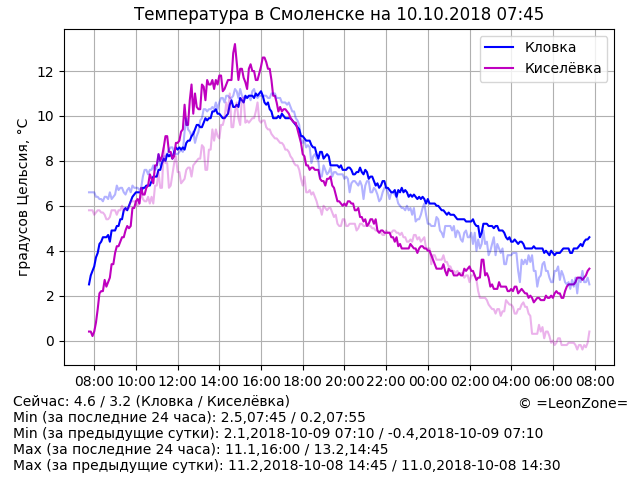 Температура в Смоленске на 10.10.2018 07:45
Кловка
Киселёвка
градусов Цельсия, °C
12
10
8
6
4
2
0
08:00 10:00 12:00 14:00 16:00 18:00 20:00 22:00 00:00 02:00 04:00 06:00 08:00
Сейчас: 4.6 / 3.2 (Кловка / Киселёвка)
© =LeonZone=
Min (за последние 24 часа): 2.5,07:45 / 0.2,07:55
Min (за предыдущие сутки): 2.1,2018-10-09 07:10 / -0.4,2018-10-09 07:10
Max (за последние 24 часа): 11.1,16:00 / 13.2,14:45
Max (за предыдущие сутки): 11.2,2018-10-08 14:45 / 11.0,2018-10-08 14:30